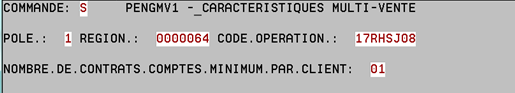 COMMANDE: S PENGMV1 -_CARACTERISTIQUES MULTI-VENTE
POLE.: 1 REGION.: 0000064 CODE.OPERATION.: 17RHSJ08
NOMBRE.DE.CONTRATS.COMPTES.MINIMUM.PAR.CLIENT: 01